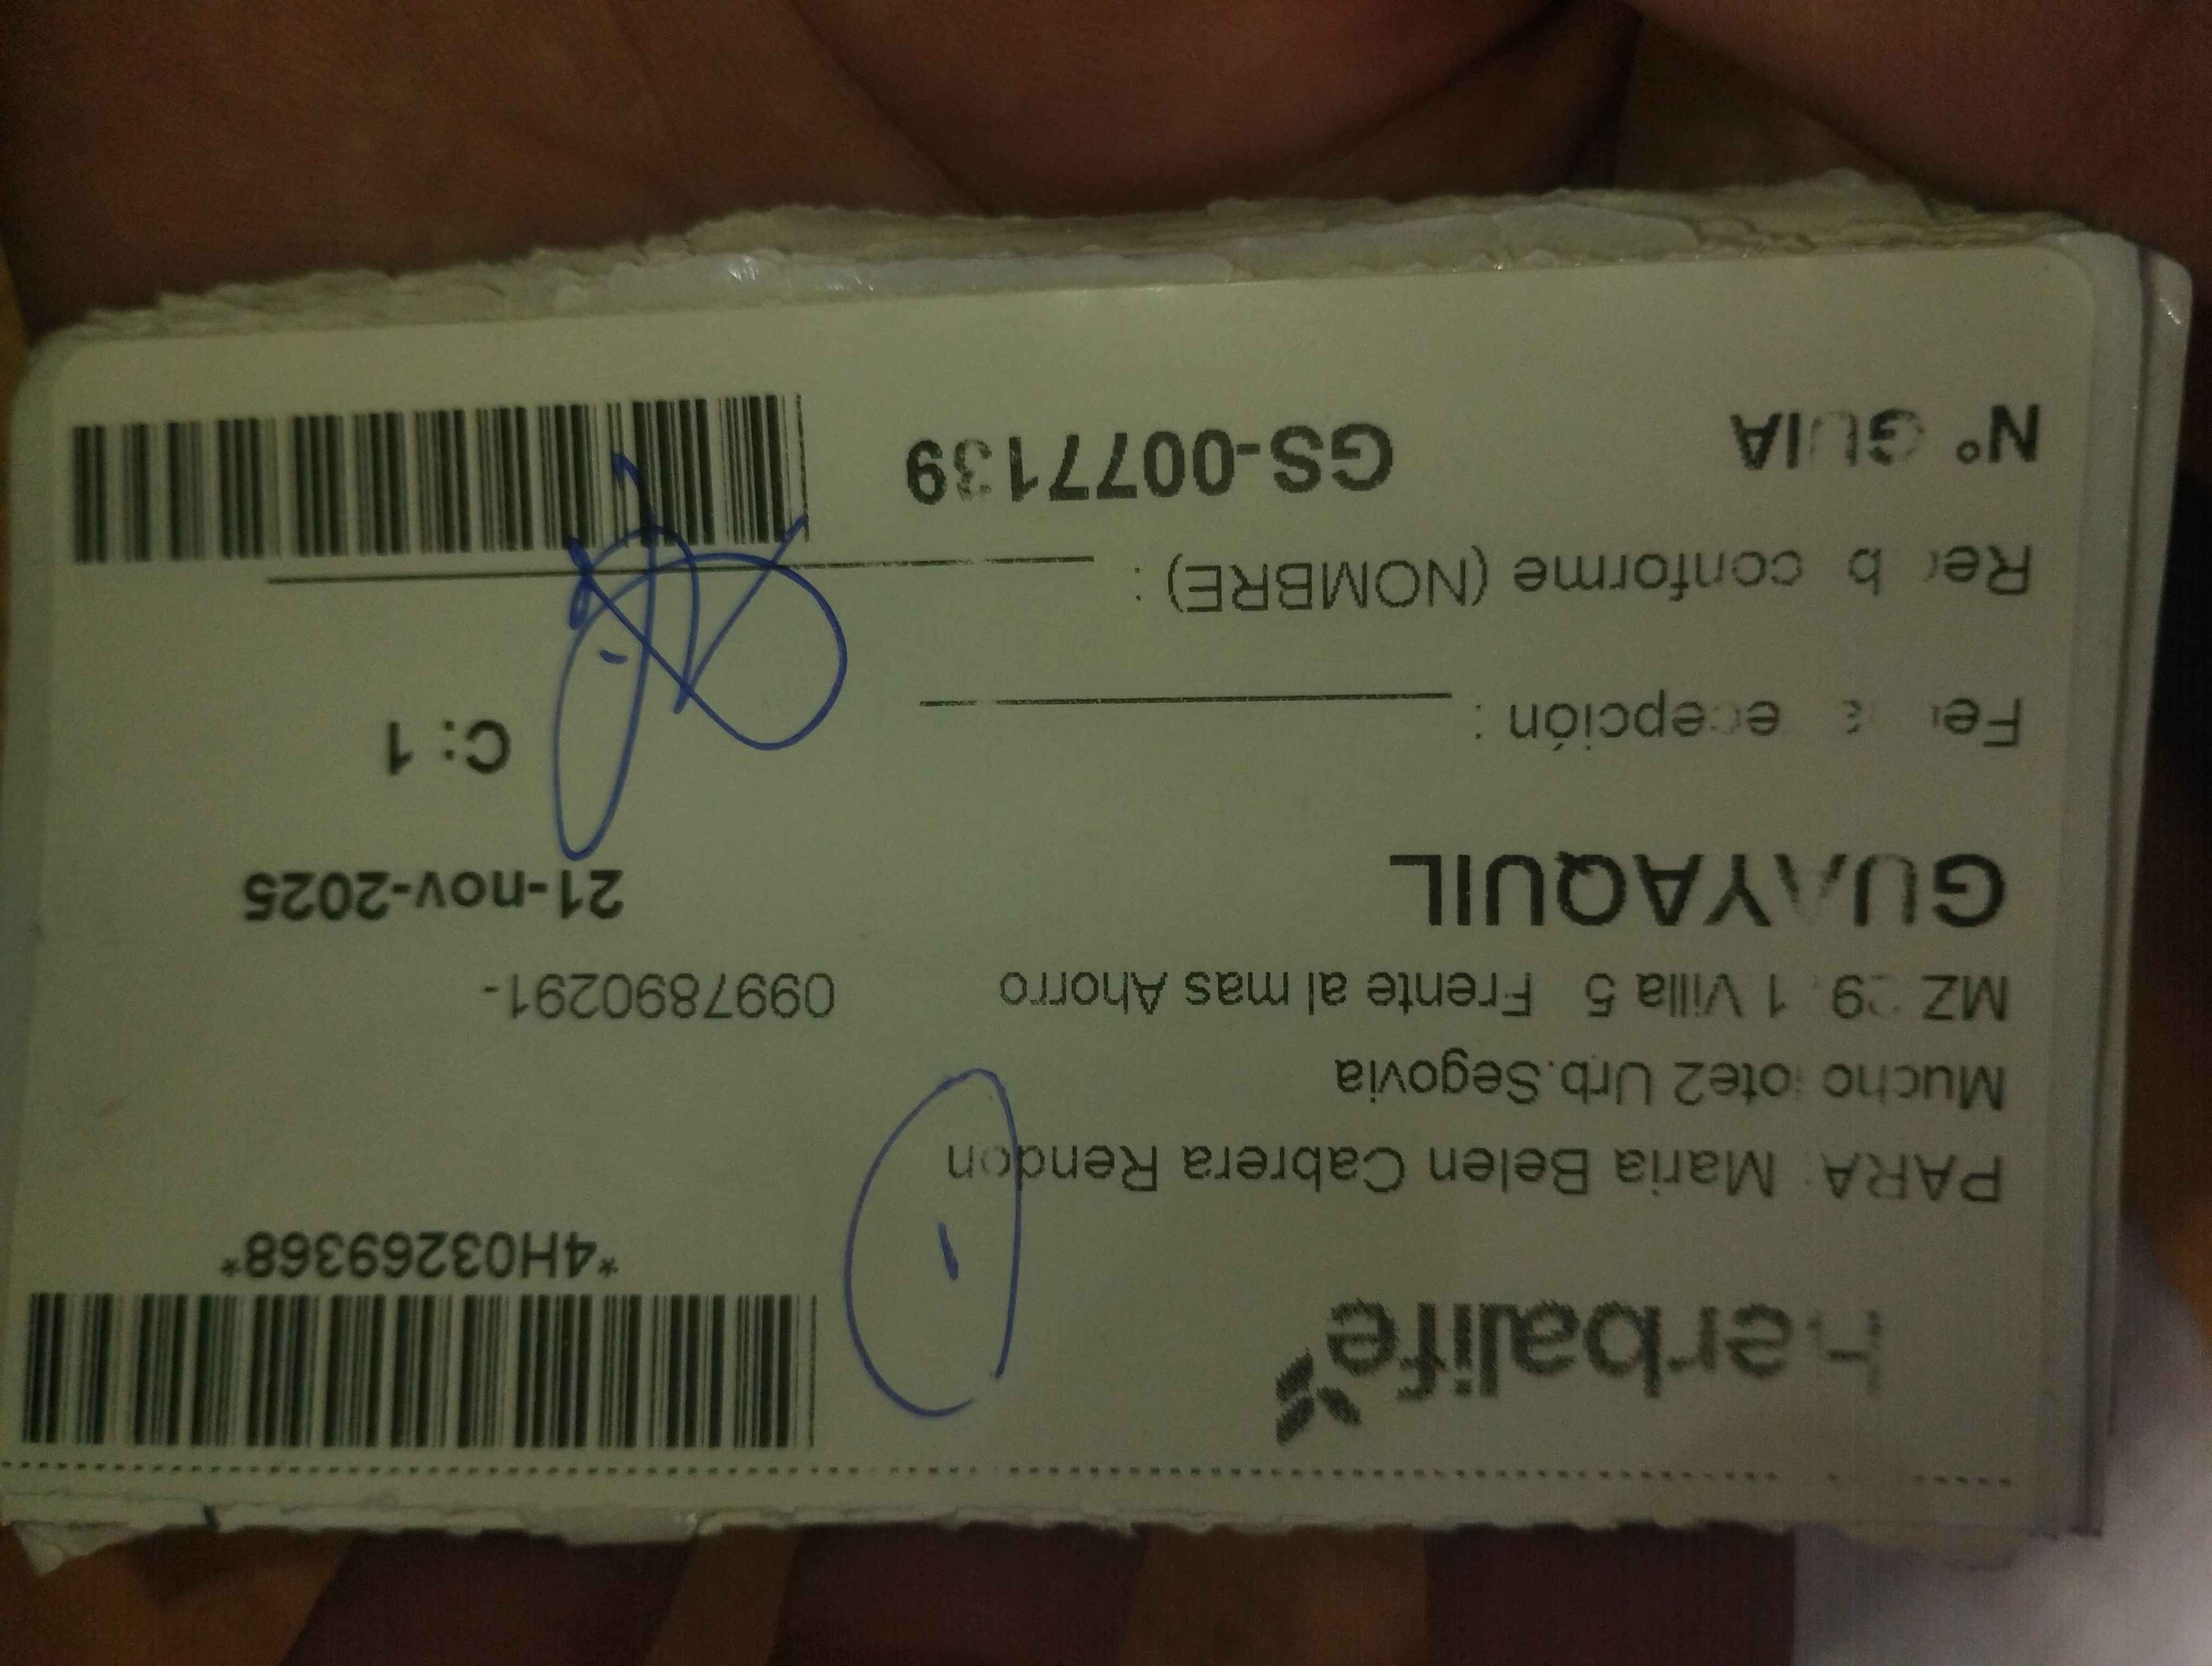 Herbalife
*4H03269368*
PARA: Maria Belen Cabrera Rendon
Mucho lote2 Urb.Segovia
MZ 1 Villa 5 Frente al mas Ahorro 0997890291-
GUAYAQUIL 21-nov-2025
recepción : C: 1
conforme (NOMBRE) :
N° GUIA GS-0077139